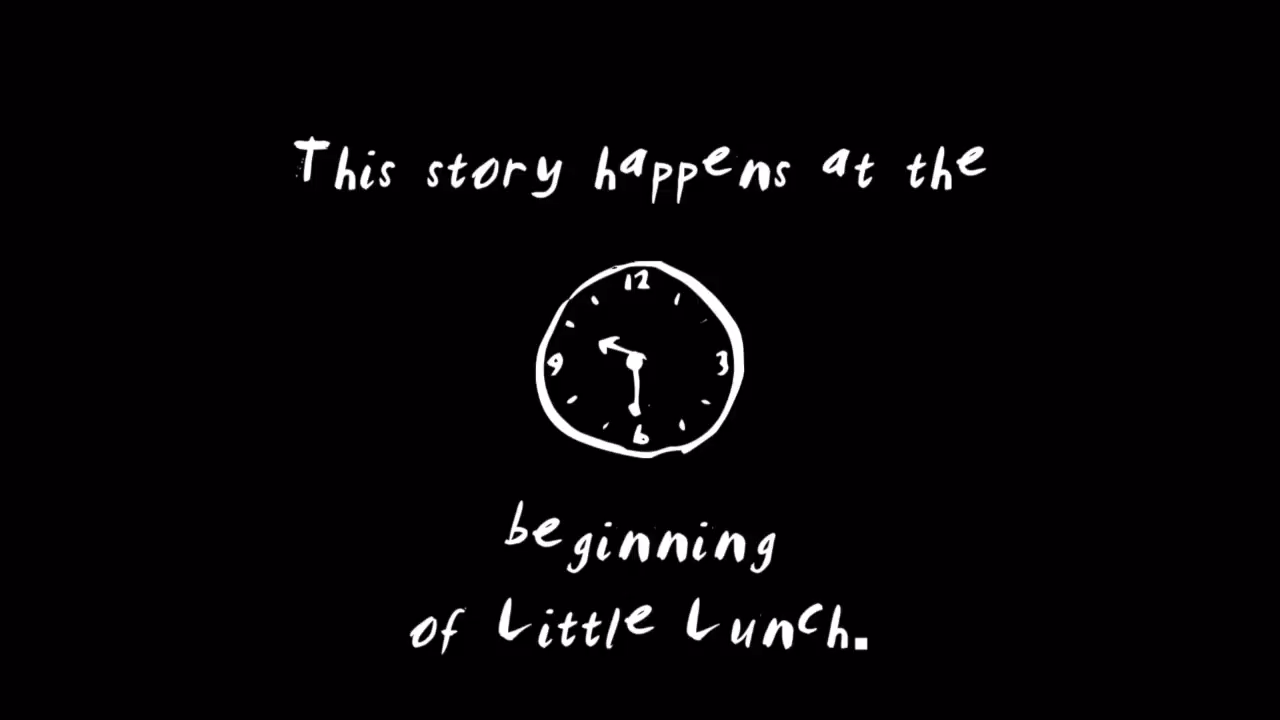 This story happens at the
12
9 3
6
beginning
of Little Lunch.